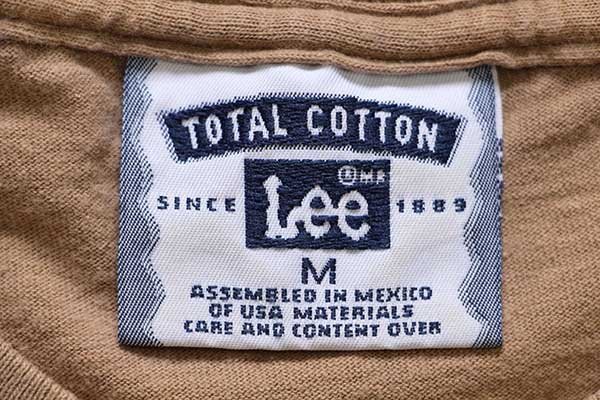 TOTAL COTTON
® MR
Lee
SINCE 1889
M
ASSEMBLED IN MEXICO
OF USA MATERIALS
CARE AND CONTENT OVER